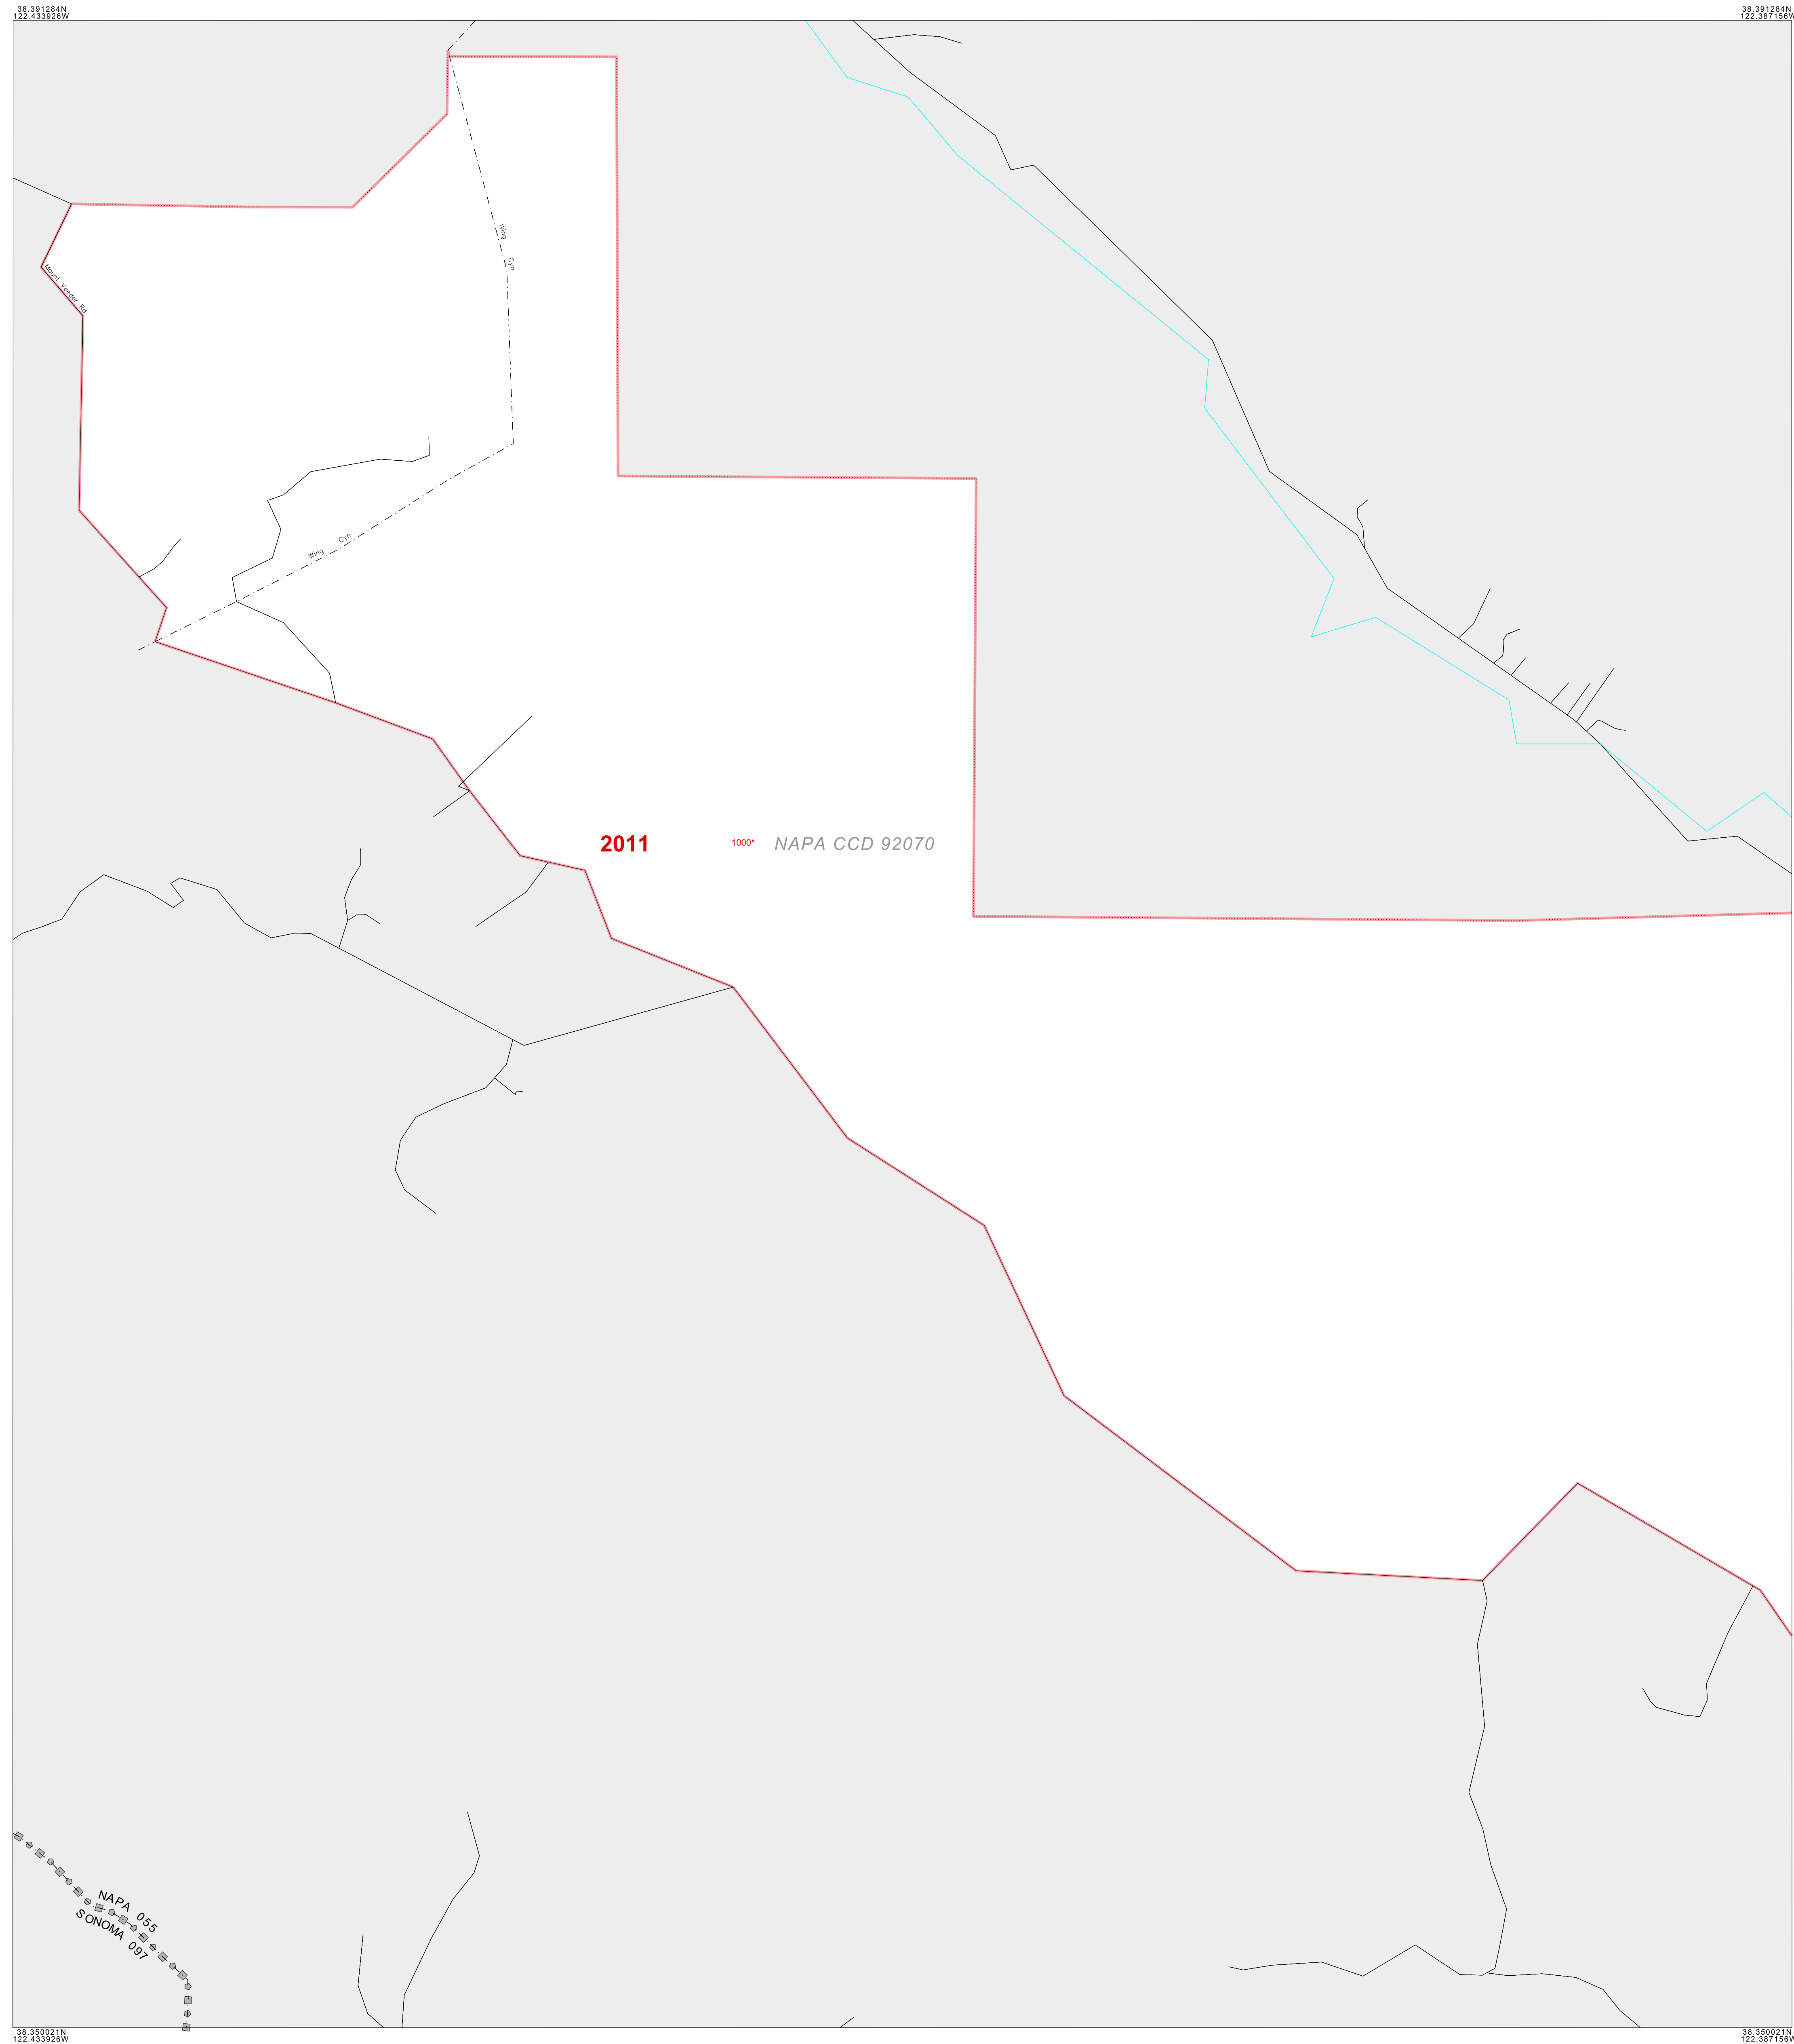 38.391284N
122.433926W
38.391284N
122.387156W
Wing Cyn
Mount Veeder Rd
Wing Cyn
2011
1000*
NAPA CCD 92070
NAPA 055
SONOMA 097
38.350021N
122.433926W
38.350021N
122.387156W